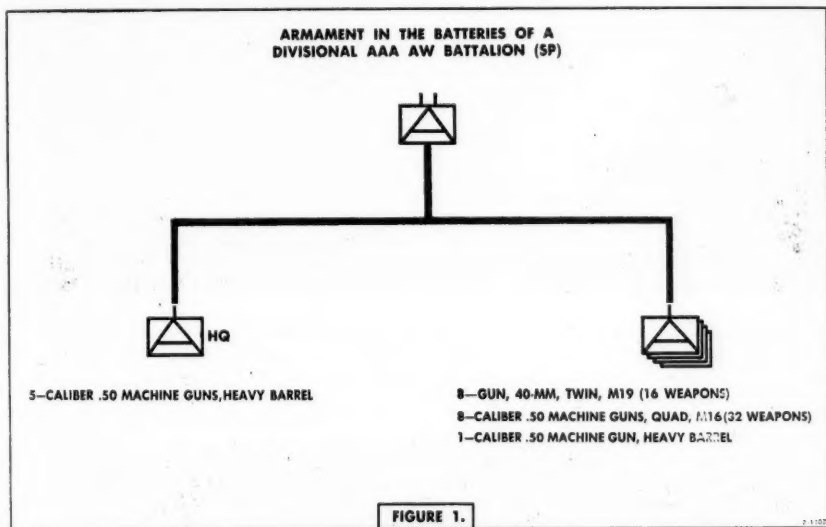 ARMAMENT IN THE BATTERIES OF A
DIVISIONAL AAA AW BATTALION (SP)
HQ
5—CALIBER .50 MACHINE GUNS, HEAVY BARREL
8—GUN, 40-MM, TWIN, M19 (16 WEAPONS)
8—CALIBER .50 MACHINE GUNS, QUAD, M16 (32 WEAPONS)
1—CALIBER .50 MACHINE GUN, HEAVY BARREL
FIGURE 1.